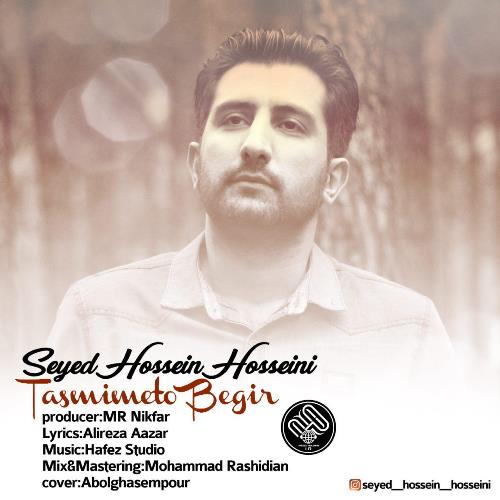 Seyed Hossein Hosseini
Tasmimeto Begir
producer:MR Nikfar
Lyrics:Alireza Aazar
Music:Hafez Studio
Mix&Mastering:Mohammad Rashidian
cover:Abolghasempour
seyed__hossein__hosseini